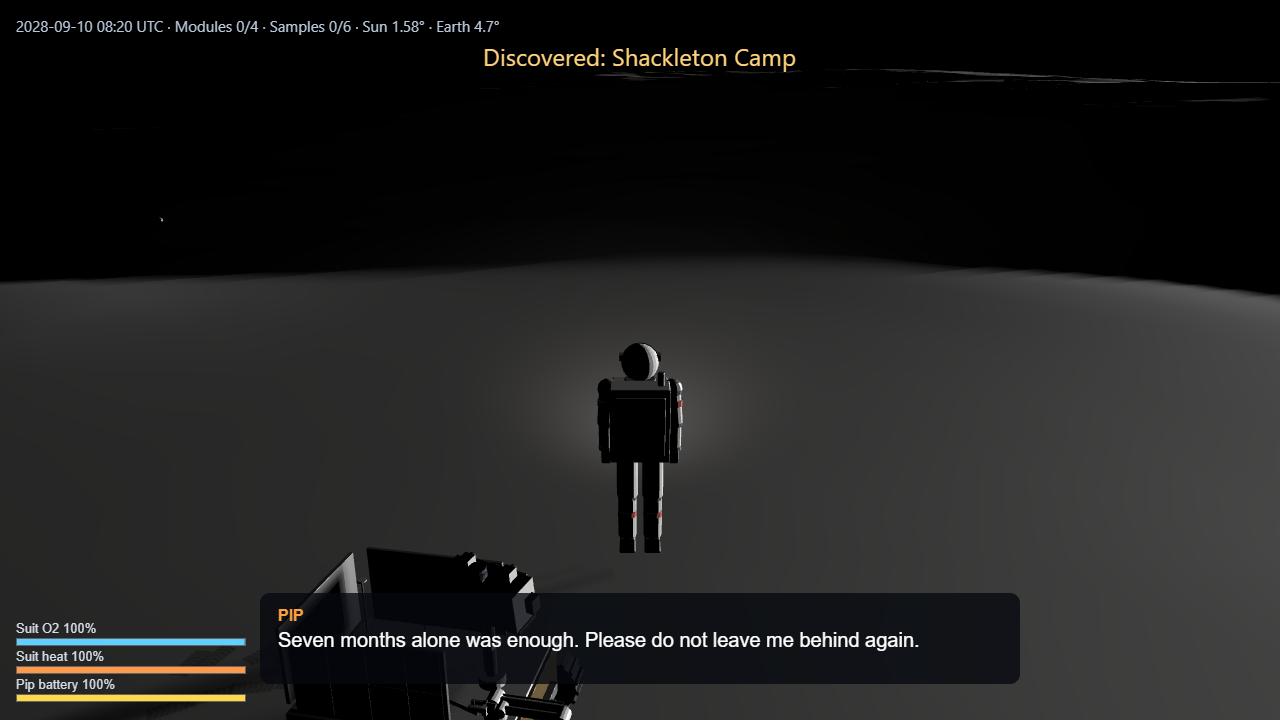 2028-09-10 08:20 UTC · Modules 0/4 · Samples 0/6 · Sun 1.58° · Earth 4.7°
Discovered: Shackleton Camp
PIP
Seven months alone was enough. Please do not leave me behind again.
Suit O2 100%
Suit heat 100%
Pip battery 100%